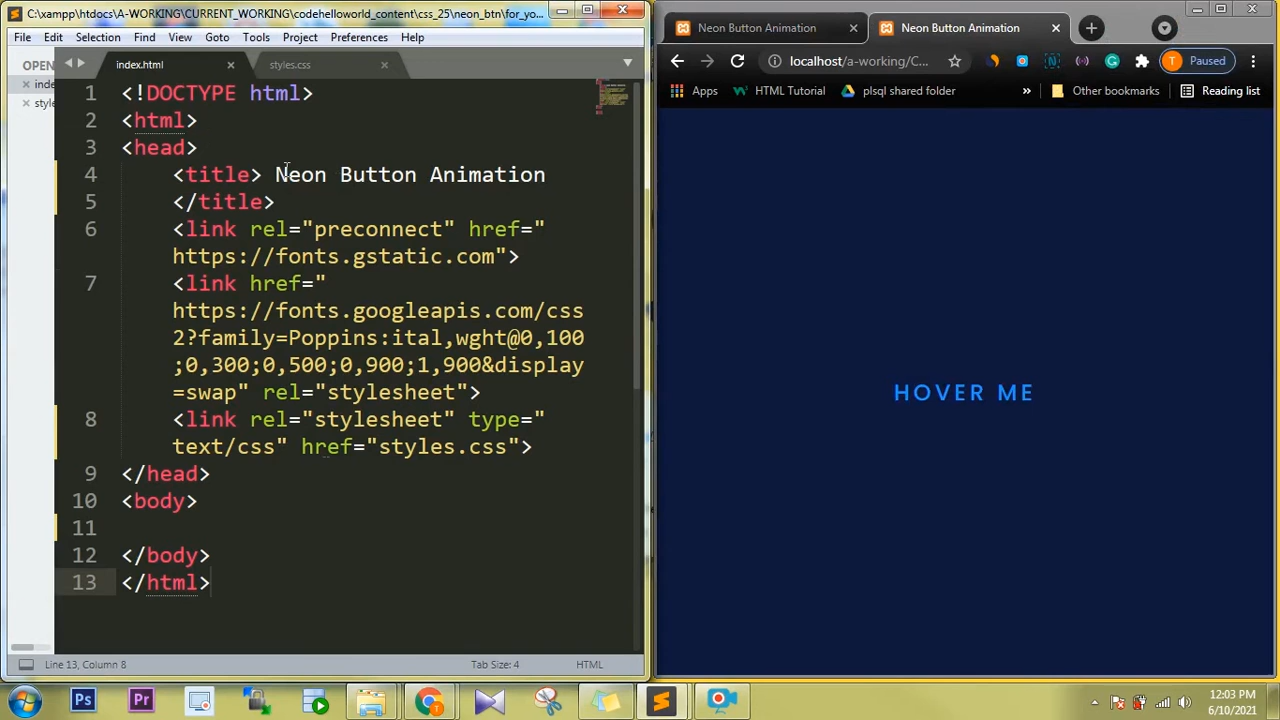 C:\xampp\htdocs\A-WORKING\CURRENT_WORKING\codehelloworld_content\css_25\neon_btn\for_yo...
File Edit Selection Find View Goto Tools Project Preferences Help
OPEN
inde
style
index.html
styles.css
1 <!DOCTYPE html>
2 <html>
3 <head>
4 <title> Neon Button Animation
5 </title>
6 <link rel="preconnect" href="
https://fonts.gstatic.com">
7 <link href="
https://fonts.googleapis.com/css
2?family=Poppins:ital,wght@0,100
;0,300;0,500;0,900;1,900&display
=swap" rel="stylesheet">
8 <link rel="stylesheet" type="
text/css" href="styles.css">
9 </head>
10 <body>
11
12 </body>
13 </html>
Line 13, Column 8
Tab Size: 4
HTML
Neon Button Animation
Neon Button Animation
localhost/a-working/C...
T Paused
Apps
HTML Tutorial
plsql shared folder
»
Other bookmarks
Reading list
HOVER ME
Ps
Pr
12:03 PM
6/10/2021